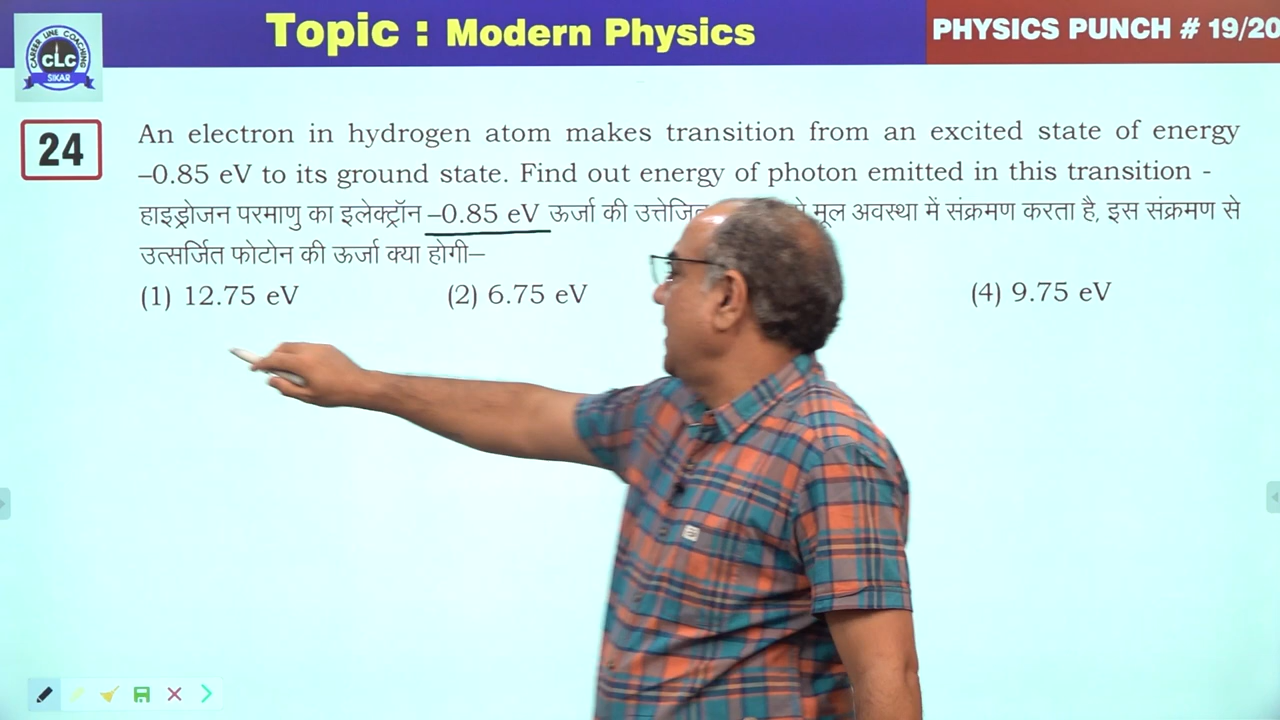 CAREER LINE COACHING
CLC
SIKAR
Topic : Modern Physics
PHYSICS PUNCH # 19/20
24
An electron in hydrogen atom makes transition from an excited state of energy
–0.85 eV to its ground state. Find out energy of photon emitted in this transition -
हाइड्रोजन परमाणु का इलेक्ट्रॉन –0.85 eV ऊर्जा की मूल अवस्था में संक्रमण करता है, इस संक्रमण से
उत्सर्जित फोटोन की ऊर्जा क्या होगी–
(1) 12.75 eV (2) 6.75 eV (4) 9.75 eV